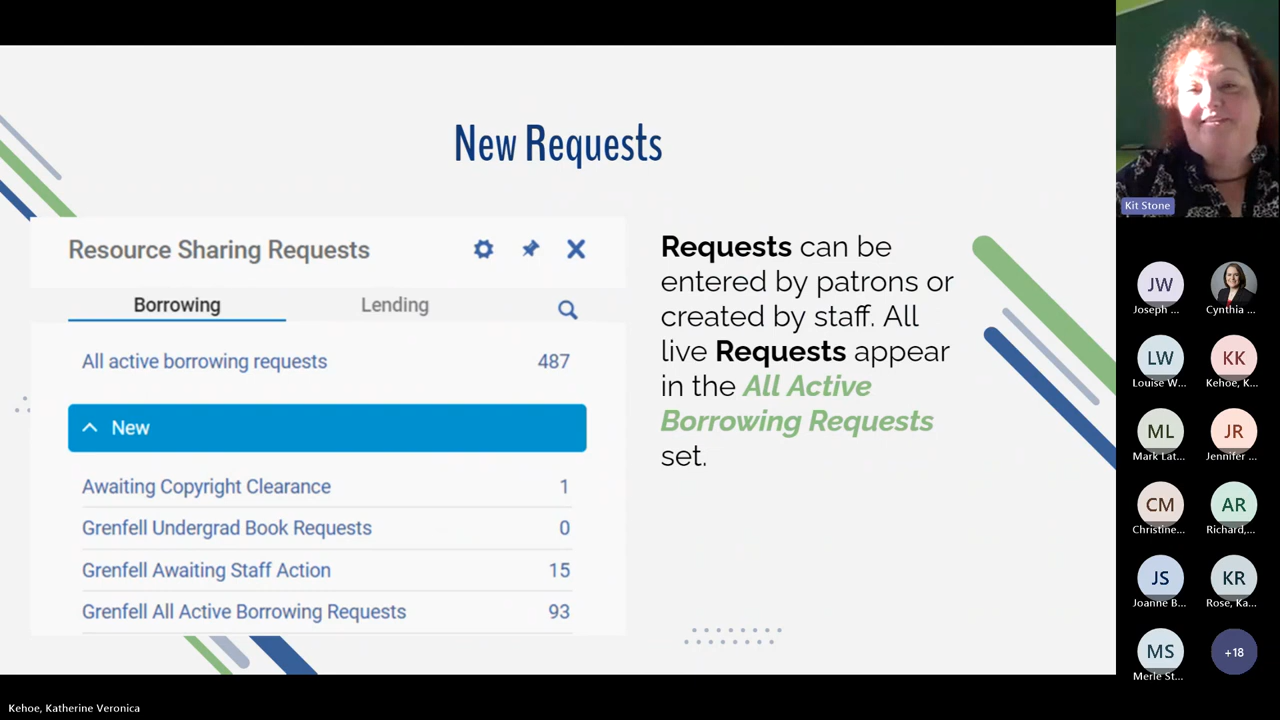 New Requests
Resource Sharing Requests
Borrowing
Lending
All active borrowing requests 487
New
Awaiting Copyright Clearance 1
Grenfell Undergrad Book Requests 0
Grenfell Awaiting Staff Action 15
Grenfell All Active Borrowing Requests 93
Requests can be
entered by patrons or
created by staff. All
live Requests appear
in the All Active
Borrowing Requests
set.
Kit Stone
JW
Joseph ...
Cynthia ...
LW
Louise W...
KK
Kehoe, K...
ML
Mark Lat...
JR
Jennifer ...
CM
Christine...
AR
Richard,...
JS
Joanne B...
KR
Rose, Ka...
MS
Merle St...
+18
Kehoe, Katherine Veronica